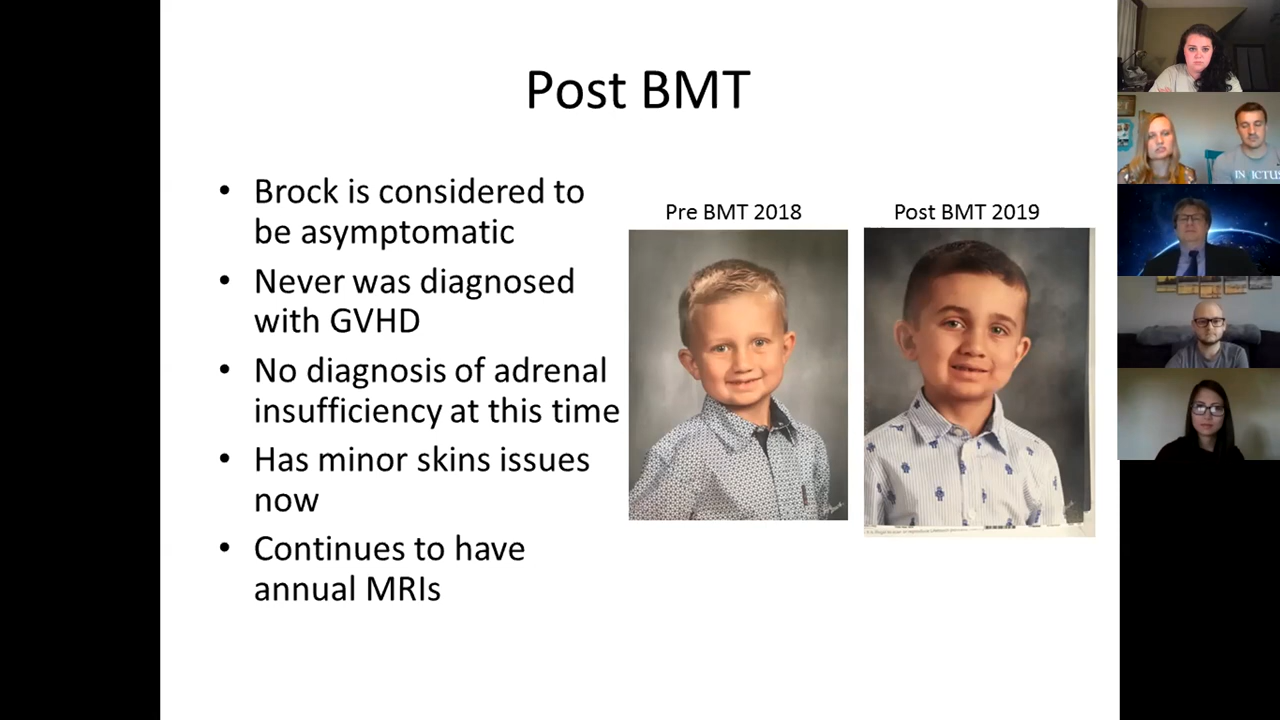 Post BMT
• Brock is considered to
be asymptomatic
• Never was diagnosed
with GVHD
• No diagnosis of adrenal
insufficiency at this time
• Has minor skins issues
now
• Continues to have
annual MRIs
Pre BMT 2018
Post BMT 2019